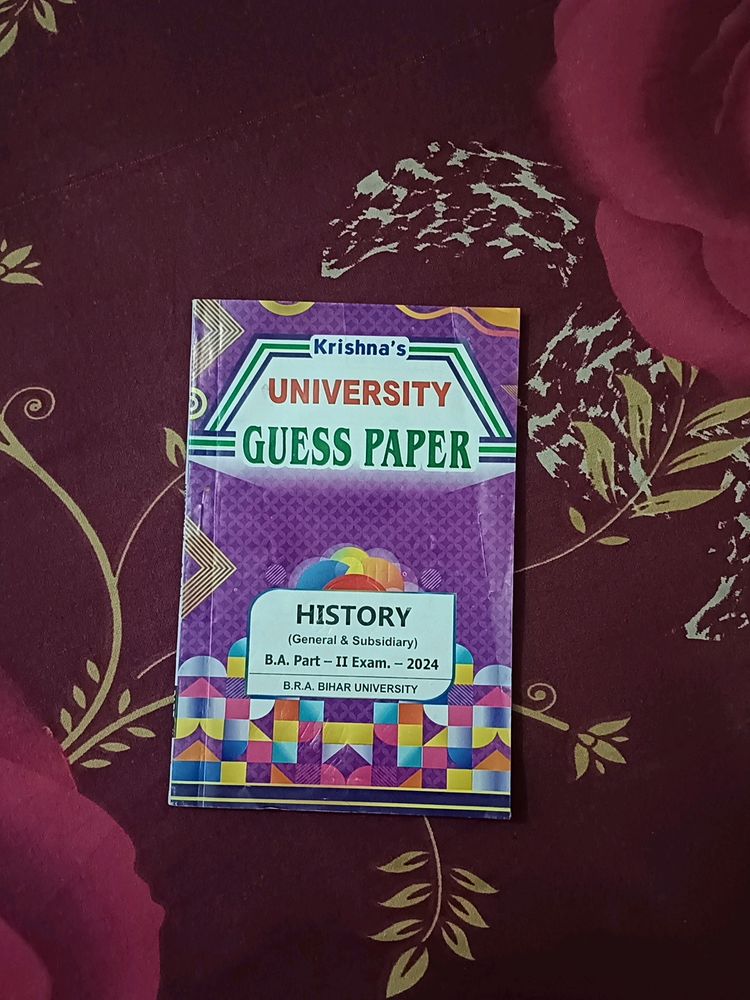 Krishna's
UNIVERSITY
GUESS PAPER
HISTORY
(General & Subsidiary)
B.A. Part – II Exam. – 2024
B.R.A. BIHAR UNIVERSITY